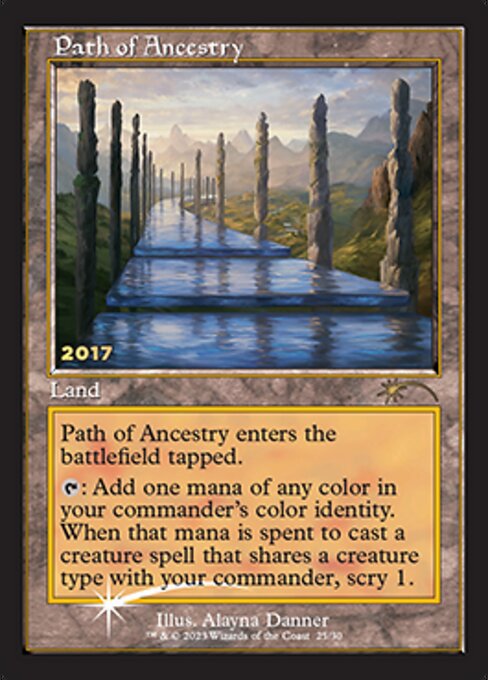 Path of Ancestry
2017
Land
Path of Ancestry enters the
battlefield tapped.
: Add one mana of any color in
your commander's color identity.
When that mana is spent to cast a
creature spell that shares a creature
type with your commander, scry 1.
Illus. Alayna Danner
™ & © 2023 Wizards of the Coast 25/30